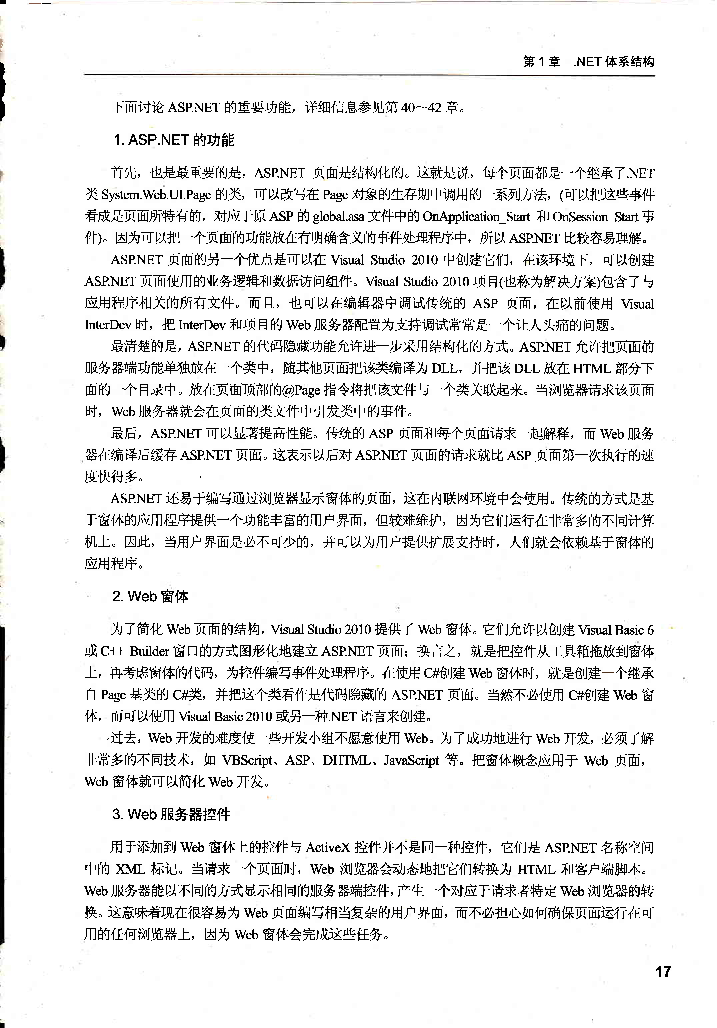 第 1 章 .NET 体系结构
下面讨论 ASP.NET 的重要功能，详细信息参见第 40～42 章。
1. ASP.NET 的功能
首先，也是最重要的是，ASP.NET 页面是结构化的。这就是说，每个页面都是一个继承了.NET
类 System.Web.UI.Page 的类，可以改写在 Page 对象的生存期中调用的一系列方法，(可以把这些事件
看成是页面所特有的，对应于原 ASP 的 global.asa 文件中的 OnApplication_Start 和 OnSession_Start 事
件)。因为可以把一个页面的功能放在有明确含义的事件处理程序中，所以 ASP.NET 比较容易理解。
ASP.NET 页面的另一个优点是可以在 Visual Studio 2010 中创建它们，在该环境下，可以创建
ASP.NET 页面使用的业务逻辑和数据访问组件。Visual Studio 2010 项目(也称为解决方案)包含了与
应用程序相关的所有文件。而且，也可以在编辑器中调试传统的 ASP 页面，在以前使用 Visual
InterDev 时，把 InterDev 和项目的 Web 服务器配置为支持调试常常是一个让人头痛的问题。
最清楚的是，ASP.NET 的代码隐藏功能允许进一步采用结构化的方式。ASP.NET 允许把页面的
服务器端功能单独放在一个类中，随其他页面把该类编译为 DLL，并把该 DLL 放在 HTML 部分下
面的一个目录中。放在页面顶部的@Page 指令将把该文件与一个类关联起来。当浏览器请求该页面
时，Web 服务器就会在页面的类文件中引发类中的事件。
最后，ASP.NET 可以显著提高性能。传统的 ASP 页面和每个页面请求一起解释，而 Web 服务
器在编译后缓存 ASP.NET 页面。这表示以后对 ASP.NET 页面的请求就比 ASP 页面第一次执行的速
度快得多。
ASP.NET 还易于编写通过浏览器显示窗体的页面，这在内联网环境中会使用。传统的方式是基
于窗体的应用程序提供一个功能丰富的用户界面，但较难维护，因为它们运行在非常多的不同计算
机上。因此，当用户界面是必不可少的，并可以为用户提供扩展支持时，人们就会依赖基于窗体的
应用程序。
2. Web 窗体
为了简化 Web 页面的结构，Visual Studio 2010 提供了 Web 窗体。它们允许以创建 Visual Basic 6
或 C++ Builder 窗口的方式图形化地建立 ASP.NET 页面；换言之，就是把控件从工具箱拖放到窗体
上，再考虑窗体的代码，为控件编写事件处理程序。在使用 C#创建 Web 窗体时，就是创建一个继承
自 Page 基类的 C#类，并把这个类看作是代码隐藏的 ASP.NET 页面。当然不必使用 C#创建 Web 窗
体，而可以使用 Visual Basic 2010 或另一种.NET 语言来创建。
过去，Web 开发的难度使一些开发小组不愿意使用 Web。为了成功地进行 Web 开发，必须了解
非常多的不同技术，如 VBScript、ASP、DHTML、JavaScript 等。把窗体概念应用于 Web 页面，
Web 窗体就可以简化 Web 开发。
3. Web 服务器控件
用于添加到 Web 窗体上的控件与 ActiveX 控件并不是同一种控件，它们是 ASP.NET 名称空间
中的 XML 标记。当请求一个页面时，Web 浏览器会动态地把它们转换为 HTML 和客户端脚本。
Web 服务器能以不同的方式显示相同的服务器端控件，产生一个对应于请求者特定 Web 浏览器的转
换。这意味着现在很容易为 Web 页面编写相当复杂的用户界面，而不必担心如何确保页面运行在可
用的任何浏览器上，因为 Web 窗体会完成这些任务。
17